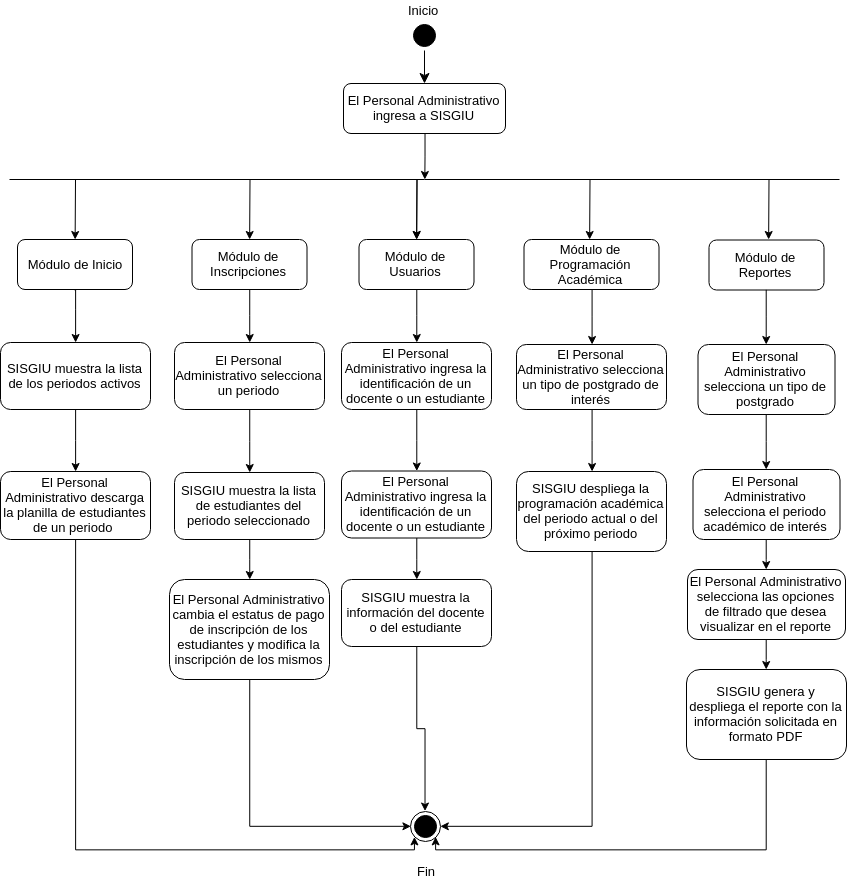 Inicio
El Personal Administrativo
ingresa a SISGIU
Módulo de Inicio
Módulo de
Inscripciones
Módulo de
Usuarios
Módulo de
Programación
Académica
Módulo de
Reportes
SISGIU muestra la lista
de los periodos activos
El Personal
Administrativo selecciona
un periodo
El Personal
Administrativo ingresa la
identificación de un
docente o un estudiante
El Personal
Administrativo selecciona
un tipo de postgrado de
interés
El Personal
Administrativo
selecciona un tipo de
postgrado
El Personal
Administrativo descarga
la planilla de estudiantes
de un periodo
SISGIU muestra la lista
de estudiantes del
periodo seleccionado
El Personal
Administrativo ingresa la
identificación de un
docente o un estudiante
SISGIU despliega la
programación académica
del periodo actual o del
próximo periodo
El Personal
Administrativo
selecciona el periodo
académico de interés
El Personal Administrativo
cambia el estatus de pago
de inscripción de los
estudiantes y modifica la
inscripción de los mismos
SISGIU muestra la
información del docente
o del estudiante
El Personal Administrativo
selecciona las opciones
de filtrado que desea
visualizar en el reporte
SISGIU genera y
despliega el reporte con la
información solicitada en
formato PDF
Fin